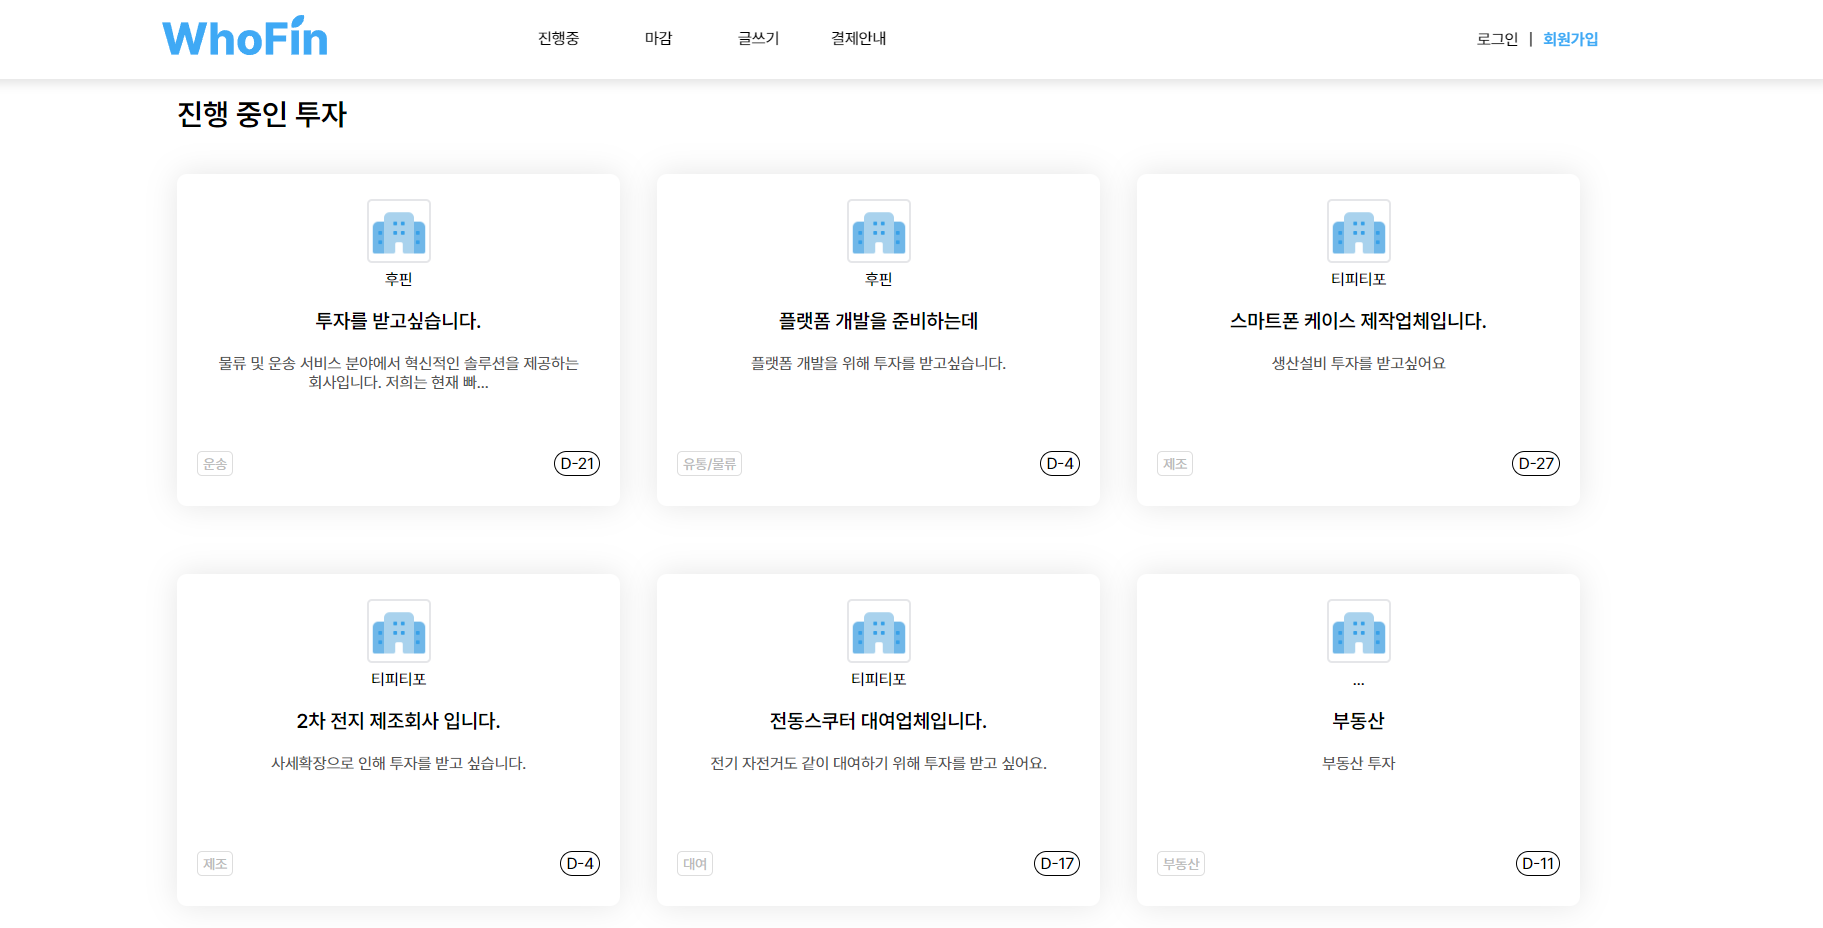 WhoFin
진행중
마감
글쓰기
결제안내
로그인 | 회원가입
진행 중인 투자
후핀
투자를 받고싶습니다.
물류 및 운송 서비스 분야에서 혁신적인 솔루션을 제공하는
회사입니다. 저희는 현재 빠...
운송
D-21
후핀
플랫폼 개발을 준비하는데
플랫폼 개발을 위해 투자를 받고싶습니다.
유통/물류
D-4
티피티포
스마트폰 케이스 제작업체입니다.
생산설비 투자를 받고싶어요
제조
D-27
티피티포
2차 전지 제조회사 입니다.
사세확장으로 인해 투자를 받고 싶습니다.
제조
D-4
티피티포
전동스쿠터 대여업체입니다.
전기 자전거도 같이 대여하기 위해 투자를 받고 싶어요.
대여
D-17
...
부동산
부동산 투자
부동산
D-11